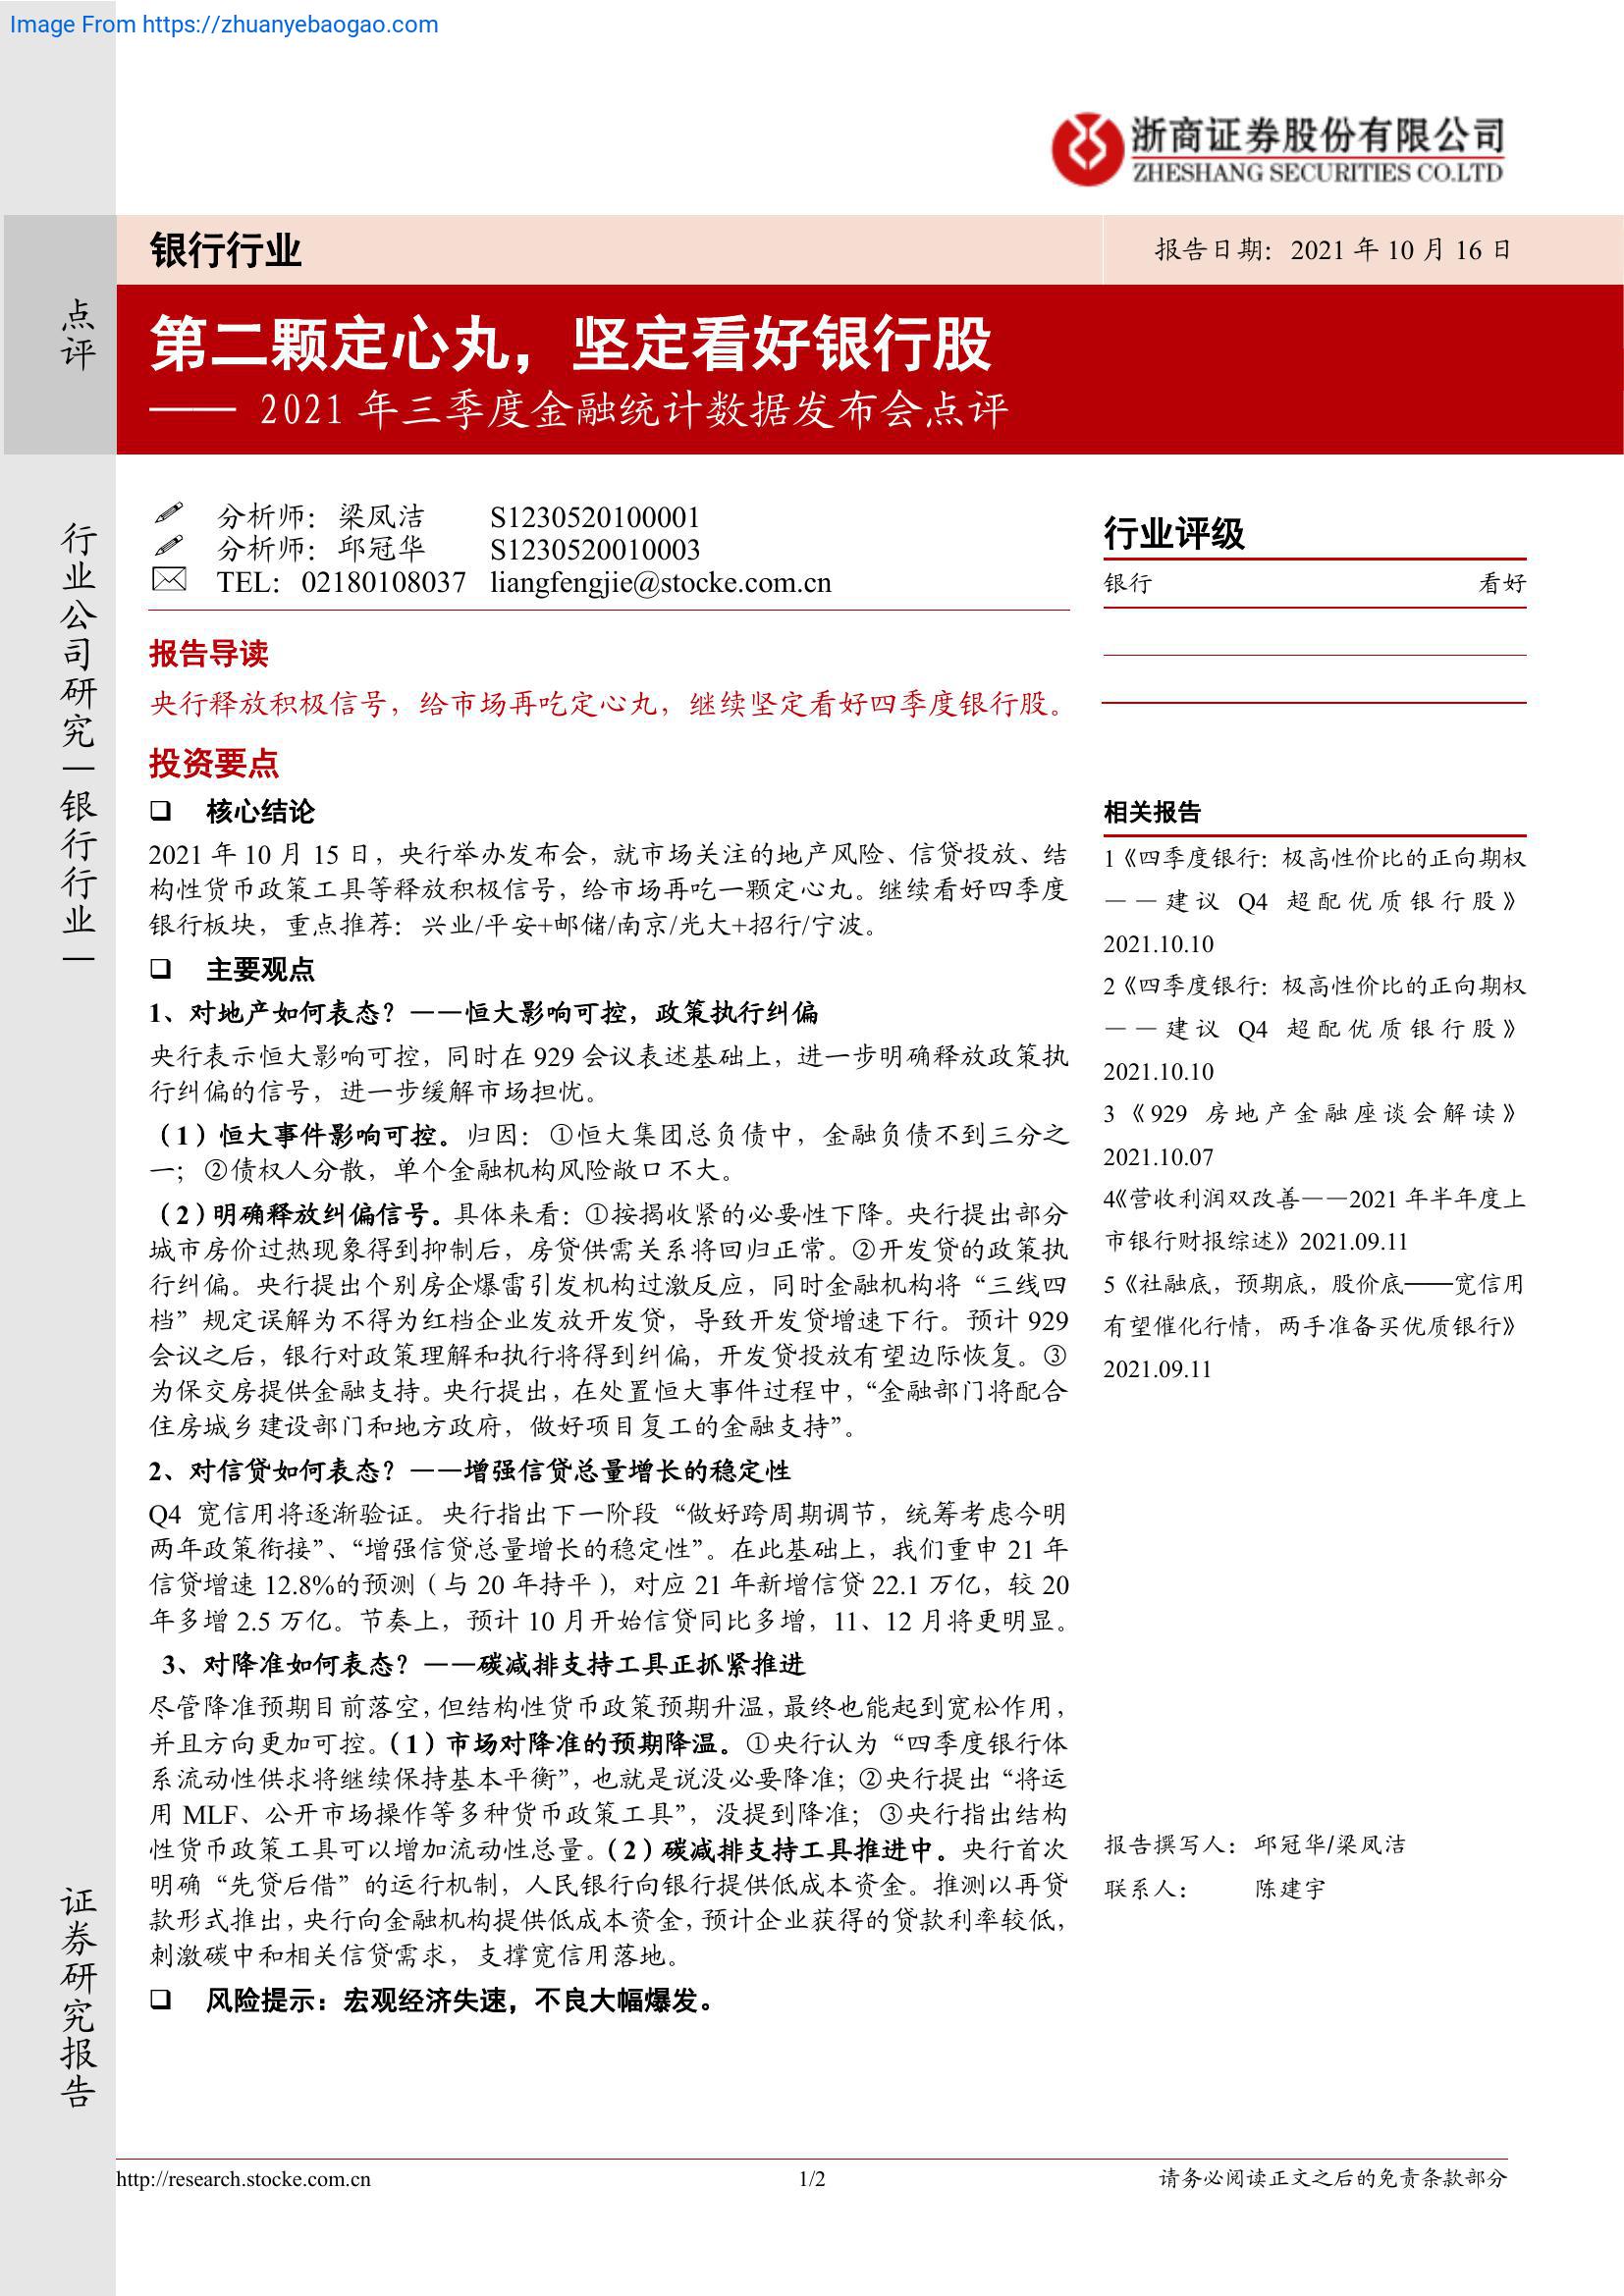 Image From https://zhuanyebaogao.com
浙商证券股份有限公司
ZHESHANG SECURITIES CO.LTD
银行行业
报告日期：2021 年 10 月 16 日
点评
第二颗定心丸，坚定看好银行股
—— 2021 年三季度金融统计数据发布会点评
行业公司研究｜银行行业｜
证券研究报告
分析师：梁凤洁 S1230520100001
分析师：邱冠华 S1230520010003
TEL：02180108037 liangfengjie@stocke.com.cn
报告导读
央行释放积极信号，给市场再吃定心丸，继续坚定看好四季度银行股。
投资要点
❑ 核心结论
2021 年 10 月 15 日，央行举办发布会，就市场关注的地产风险、信贷投放、结
构性货币政策工具等释放积极信号，给市场再吃一颗定心丸。继续看好四季度
银行板块，重点推荐：兴业/平安+邮储/南京/光大+招行/宁波。
❑ 主要观点
1、对地产如何表态？——恒大影响可控，政策执行纠偏
央行表示恒大影响可控，同时在 929 会议表述基础上，进一步明确释放政策执
行纠偏的信号，进一步缓解市场担忧。
（1）恒大事件影响可控。归因：①恒大集团总负债中，金融负债不到三分之
一；②债权人分散，单个金融机构风险敞口不大。
（2）明确释放纠偏信号。具体来看：①按揭收紧的必要性下降。央行提出部分
城市房价过热现象得到抑制后，房贷供需关系将回归正常。②开发贷的政策执
行纠偏。央行提出个别房企爆雷引发机构过激反应，同时金融机构将“三线四
档”规定误解为不得为红档企业发放开发贷，导致开发贷增速下行。预计 929
会议之后，银行对政策理解和执行将得到纠偏，开发贷投放有望边际恢复。③
为保交房提供金融支持。央行提出，在处置恒大事件过程中，“金融部门将配合
住房城乡建设部门和地方政府，做好项目复工的金融支持”。
2、对信贷如何表态？——增强信贷总量增长的稳定性
Q4 宽信用将逐渐验证。央行指出下一阶段“做好跨周期调节，统筹考虑今明
两年政策衔接”、“增强信贷总量增长的稳定性”。在此基础上，我们重申 21 年
信贷增速 12.8%的预测（与 20 年持平），对应 21 年新增信贷 22.1 万亿，较 20
年多增 2.5 万亿。节奏上，预计 10 月开始信贷同比多增，11、12 月将更明显。
3、对降准如何表态？——碳减排支持工具正抓紧推进
尽管降准预期目前落空，但结构性货币政策预期升温，最终也能起到宽松作用，
并且方向更加可控。（1）市场对降准的预期降温。①央行认为“四季度银行体
系流动性供求将继续保持基本平衡”，也就是说没必要降准；②央行提出“将运
用 MLF、公开市场操作等多种货币政策工具”，没提到降准；③央行指出结构
性货币政策工具可以增加流动性总量。（2）碳减排支持工具推进中。央行首次
明确“先贷后借”的运行机制，人民银行向银行提供低成本资金。推测以再贷
款形式推出，央行向金融机构提供低成本资金，预计企业获得的贷款利率较低，
刺激碳中和相关信贷需求，支撑宽信用落地。
❑ 风险提示：宏观经济失速，不良大幅爆发。
行业评级
银行 看好
相关报告
1《四季度银行：极高性价比的正向期权
——建议 Q4 超配优质银行股》
2021.10.10
2《四季度银行：极高性价比的正向期权
——建议 Q4 超配优质银行股》
2021.10.10
3《929 房地产金融座谈会解读》
2021.10.07
4《营收利润双改善——2021 年半年度上
市银行财报综述》2021.09.11
5《社融底，预期底，股价底——宽信用
有望催化行情，两手准备买优质银行》
2021.09.11
报告撰写人：邱冠华/梁凤洁
联系人： 陈建宇
http://research.stocke.com.cn
1/2
请务必阅读正文之后的免责条款部分